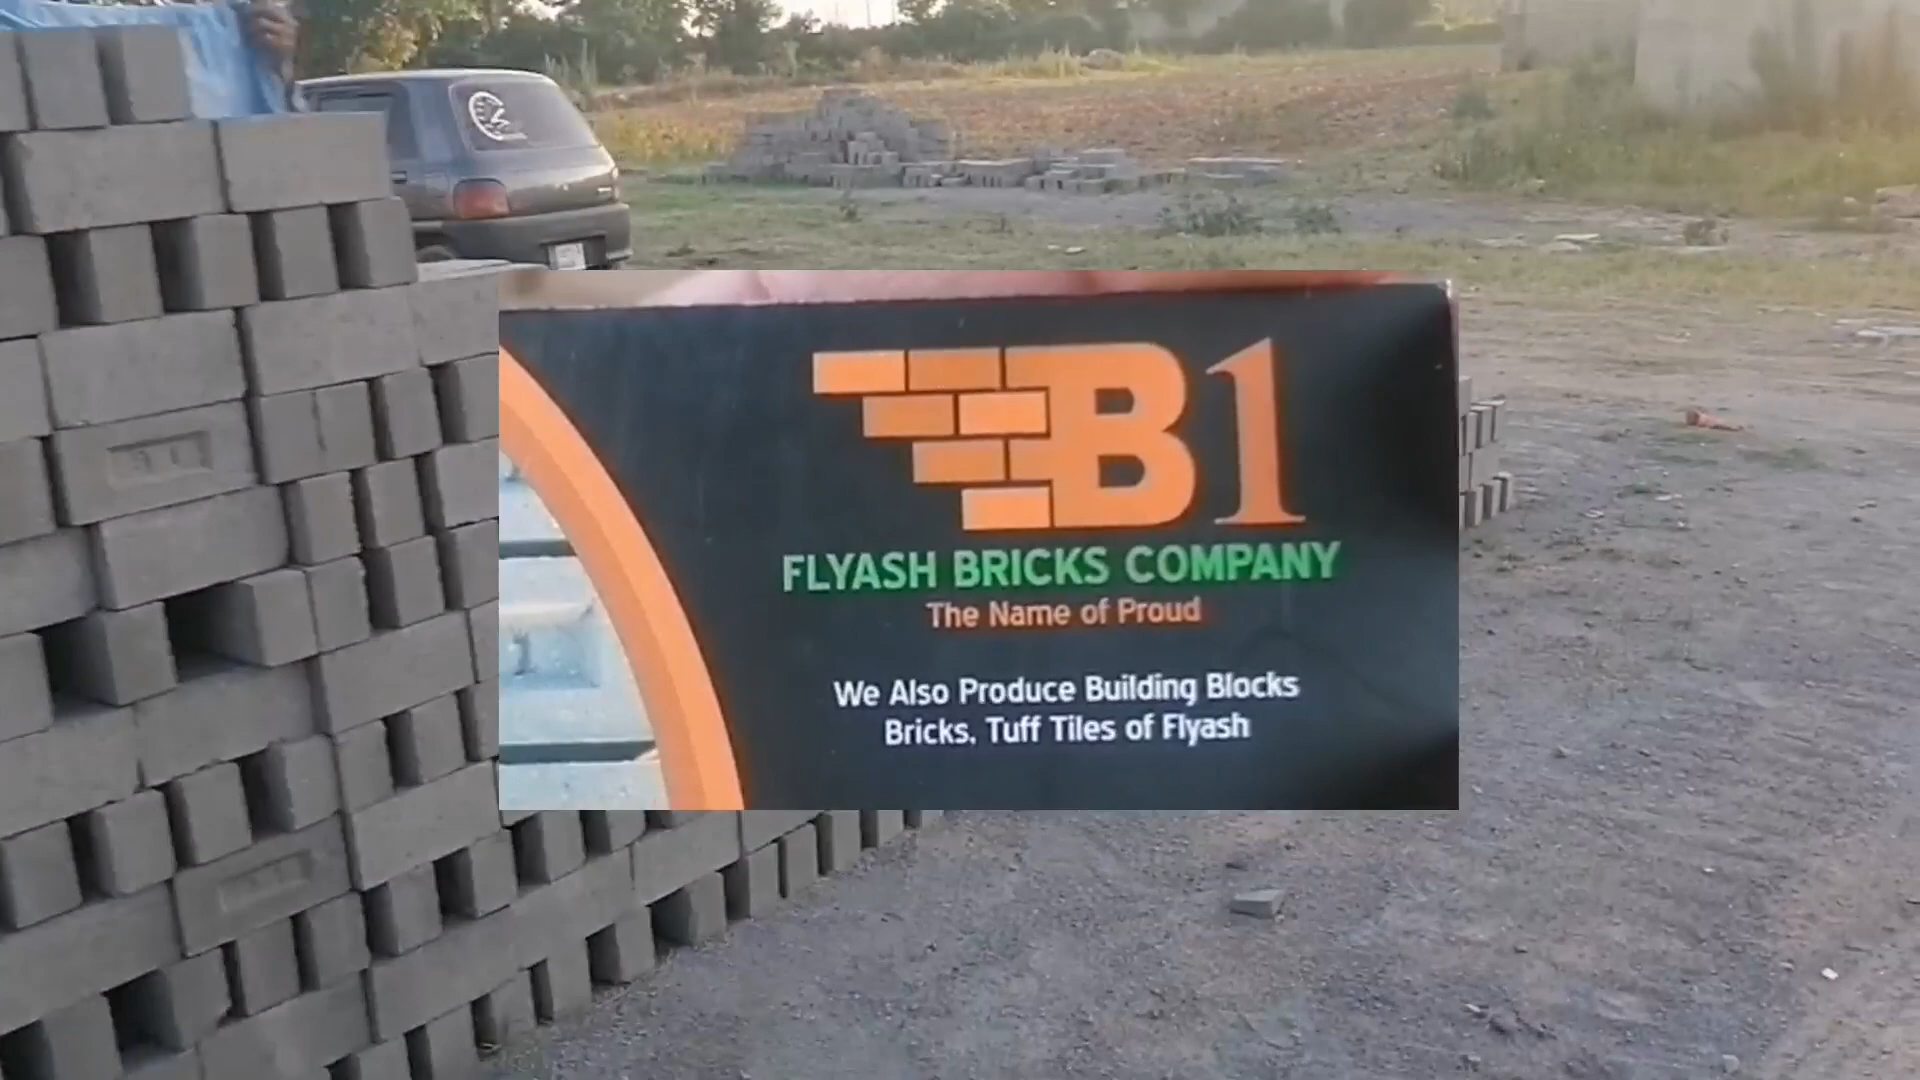 B1
FLYASH BRICKS COMPANY
The Name of Proud
We Also Produce Building Blocks
Bricks, Tuff Tiles of Flyash